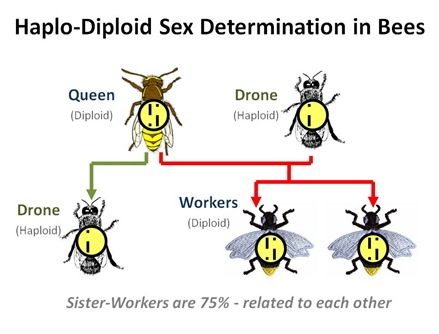 Haplo-Diploid Sex Determination in Bees
Queen
(Diploid)
Drone
(Haploid)
Drone
(Haploid)
Workers
(Diploid)
Sister-Workers are 75% - related to each other